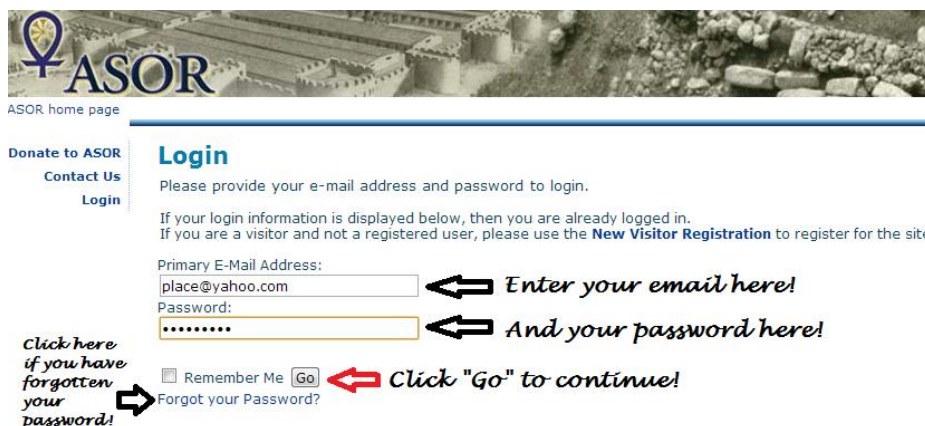 ASOR
ASOR home page
Donate to ASOR
Contact Us
Login
Login
Please provide your e-mail address and password to login.
If your login information is displayed below, then you are already logged in.
If you are a visitor and not a registered user, please use the New Visitor Registration to register for the site
Primary E-Mail Address:
place@yahoo.com
Enter your email here!
Password:
•••••••••
And your password here!
Click here
if you have
forgotten
your
password!
Remember Me Go
Click "Go" to continue!
Forgot your Password?